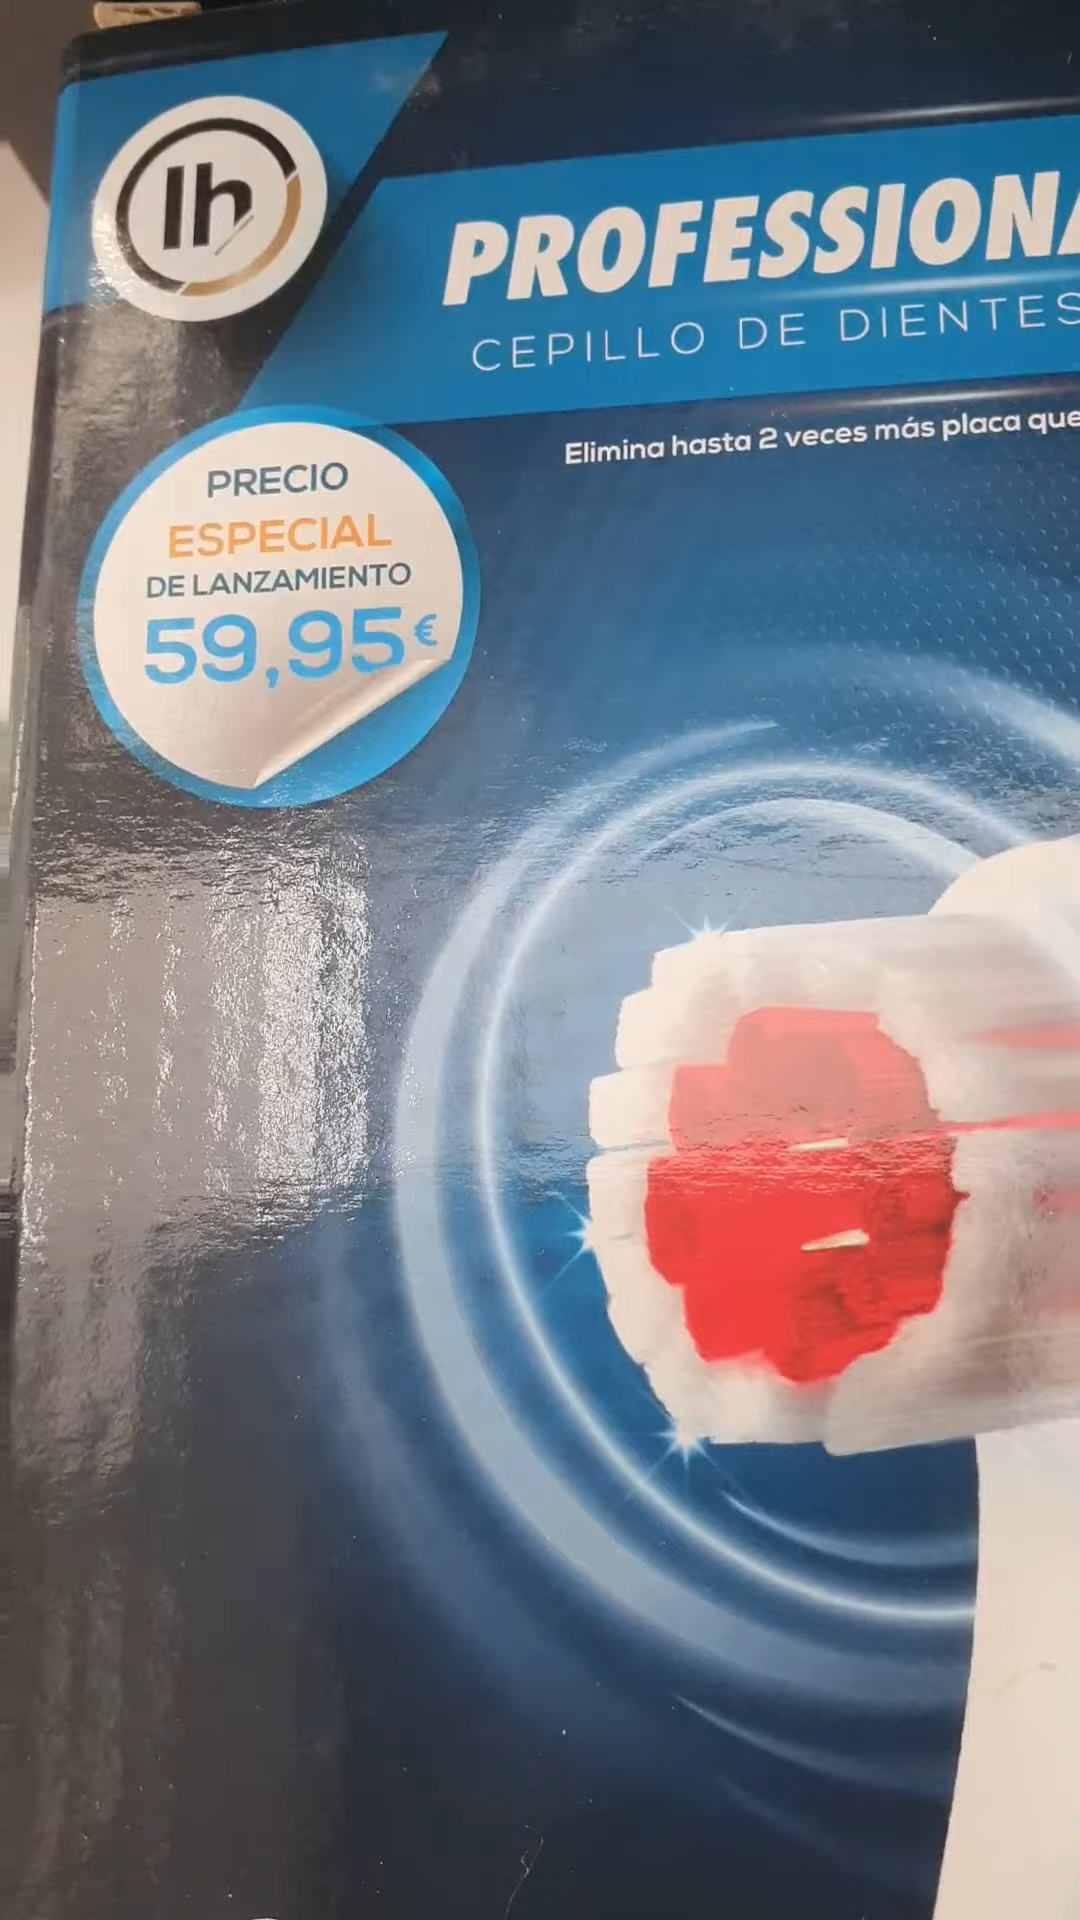 lh
PROFESSIONA
CEPILLO DE DIENTES
Elimina hasta 2 veces más placa que
PRECIO
ESPECIAL
DE LANZAMIENTO
59,95€